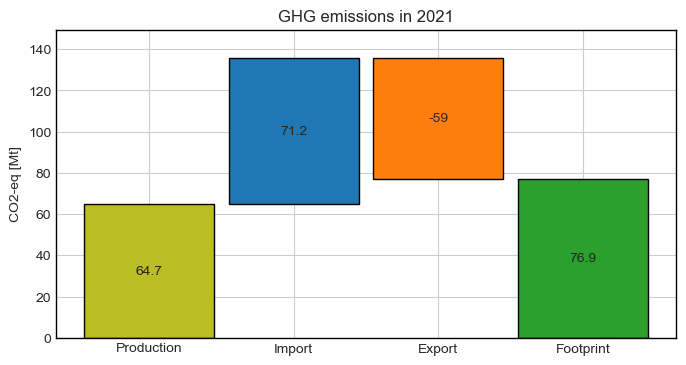 GHG emissions in 2021
CO2-eq [Mt]
140
120
100
80
60
40
20
0
64.7
71.2
-59
76.9
Production
Import
Export
Footprint